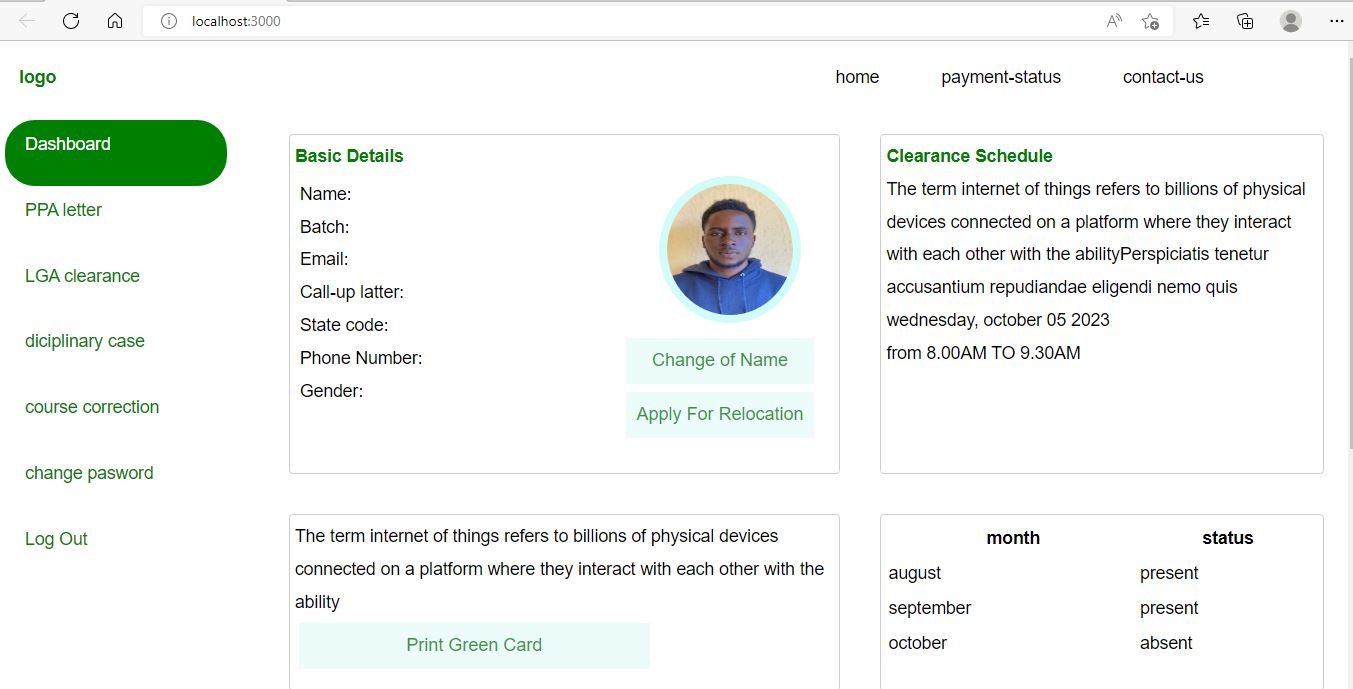 localhost:3000
logo
home payment-status contact-us
Dashboard
PPA letter
LGA clearance
diciplinary case
course correction
change pasword
Log Out
Basic Details
Name:
Batch:
Email:
Call-up latter:
State code:
Phone Number:
Gender:
Change of Name
Apply For Relocation
Clearance Schedule
The term internet of things refers to billions of physical
devices connected on a platform where they interact
with each other with the abilityPerspiciatis tenetur
accusantium repudiandae eligendi nemo quis
wednesday, october 05 2023
from 8.00AM TO 9.30AM
The term internet of things refers to billions of physical devices
connected on a platform where they interact with each other with the
ability
Print Green Card
month status
august present
september present
october absent